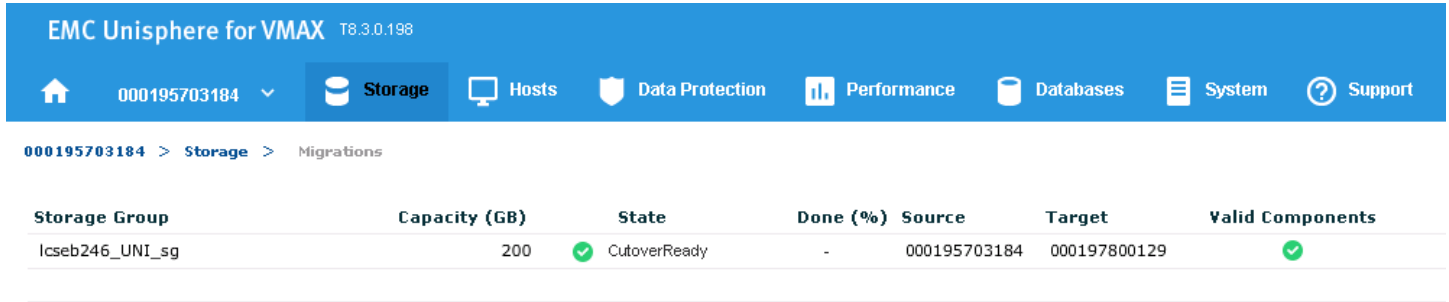 EMC Unisphere for VMAX T8.3.0.198
000195703184 Storage Hosts Data Protection Performance Databases System Support
000195703184 > Storage > Migrations
Storage Group Capacity (GB) State Done (%) Source Target Valid Components
lcseb246_UNI_sg 200 CutoverReady - 000195703184 000197800129